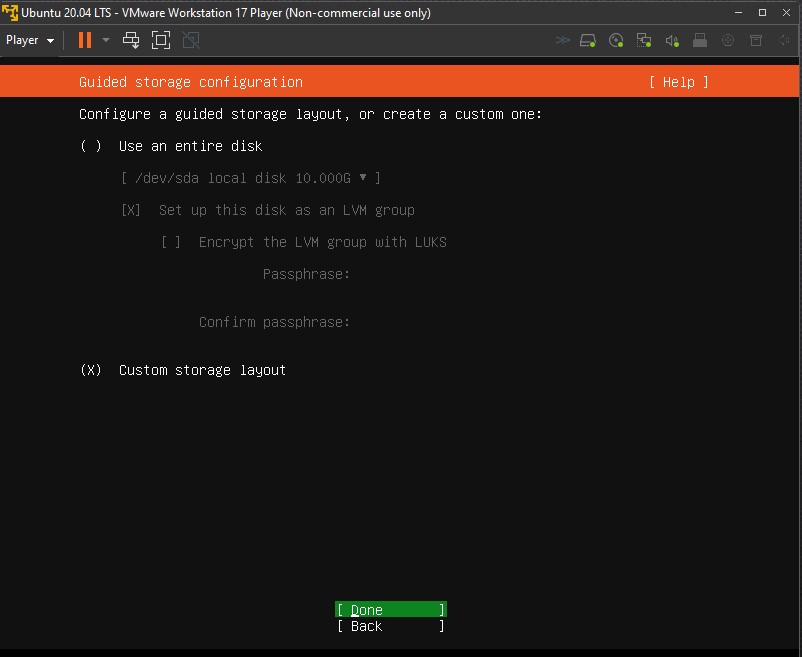 Ubuntu 20.04 LTS - VMware Workstation 17 Player (Non-commercial use only)
Player
Guided storage configuration [ Help ]
Configure a guided storage layout, or create a custom one:
( ) Use an entire disk
[ /dev/sda local disk 10.000G ▾ ]
[X] Set up this disk as an LVM group
[ ] Encrypt the LVM group with LUKS
Passphrase:
Confirm passphrase:
(X) Custom storage layout
[ Done ]
[ Back ]